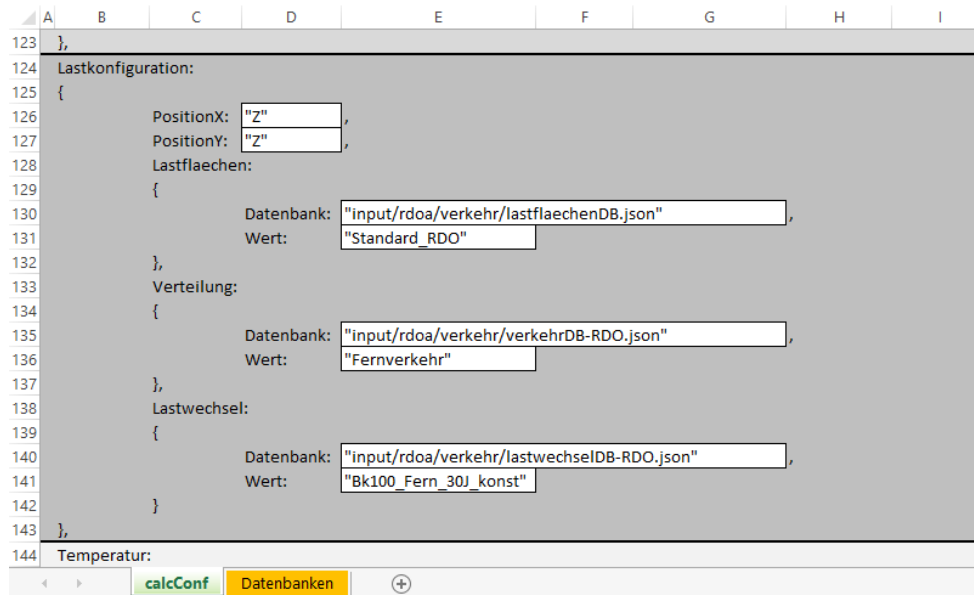 A B C D E F G H I
123 },
124 Lastkonfiguration:
125 {
126 PositionX: "Z" ,
127 PositionY: "Z" ,
128 Lastflaechen:
129 {
130 Datenbank: "input/rdoa/verkehr/lastflaechenDB.json" ,
131 Wert: "Standard_RDO"
132 },
133 Verteilung:
134 {
135 Datenbank: "input/rdoa/verkehr/verkehrDB-RDO.json" ,
136 Wert: "Fernverkehr"
137 },
138 Lastwechsel:
139 {
140 Datenbank: "input/rdoa/verkehr/lastwechselDB-RDO.json" ,
141 Wert: "Bk100_Fern_30J_konst"
142 }
143 },
144 Temperatur:
calcConf Datenbanken